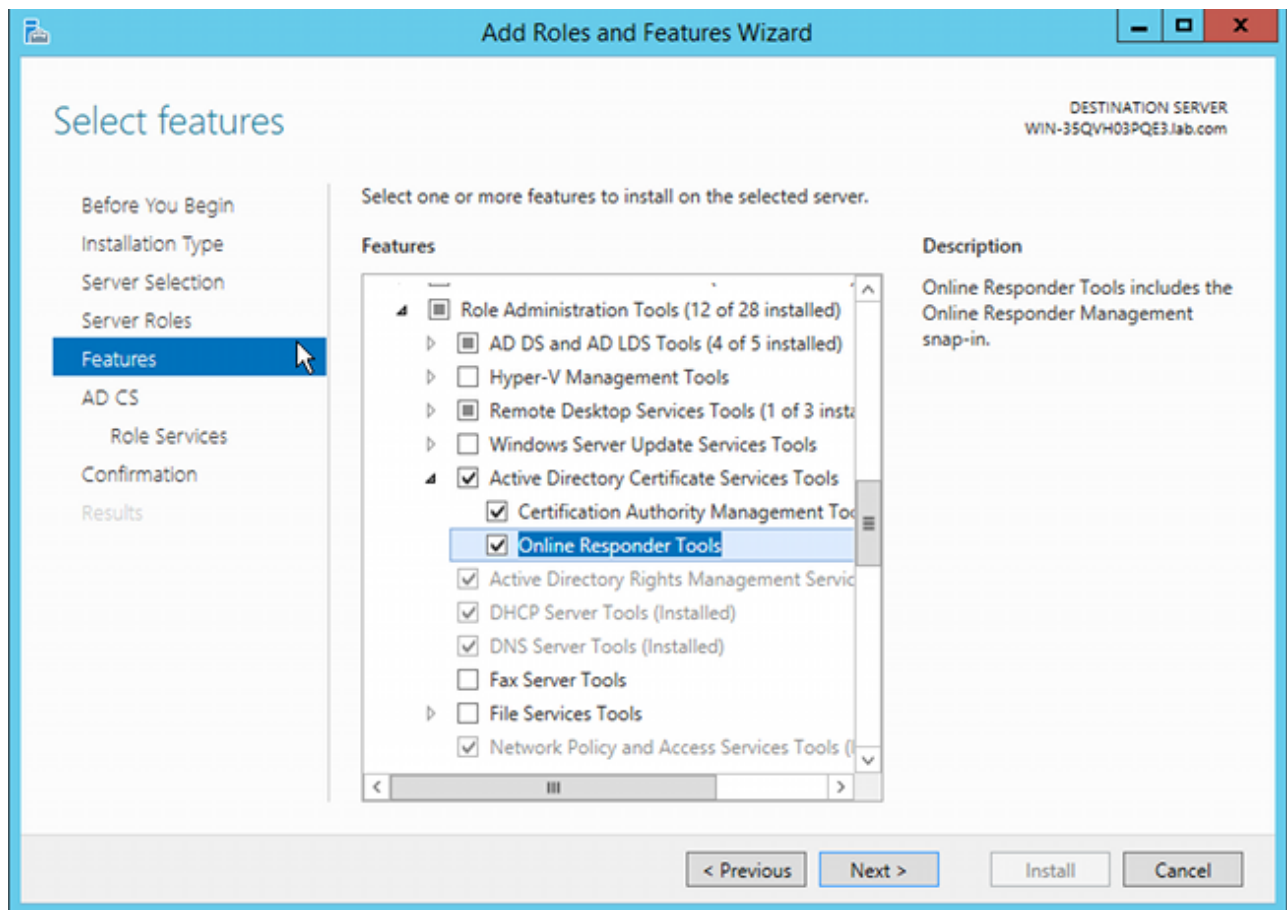 Add Roles and Features Wizard
Select features
DESTINATION SERVER
WIN-35QVH03PQE3.lab.com
Before You Begin
Installation Type
Server Selection
Server Roles
Features
AD CS
Role Services
Confirmation
Results
Select one or more features to install on the selected server.
Features
Role Administration Tools (12 of 28 installed)
AD DS and AD LDS Tools (4 of 5 installed)
Hyper-V Management Tools
Remote Desktop Services Tools (1 of 3 insta
Windows Server Update Services Tools
Active Directory Certificate Services Tools
Certification Authority Management Too
Online Responder Tools
Active Directory Rights Management Servic
DHCP Server Tools (Installed)
DNS Server Tools (Installed)
Fax Server Tools
File Services Tools
Network Policy and Access Services Tools (I
Description
Online Responder Tools includes the
Online Responder Management
snap-in.
< Previous
Next >
Install
Cancel